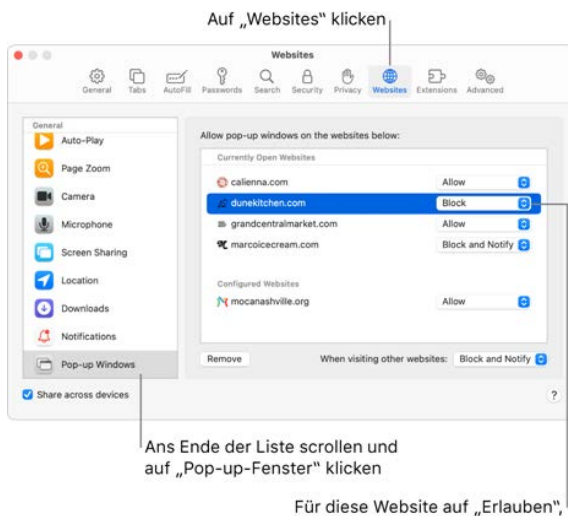 Auf „Websites“ klicken
Websites
General Tabs AutoFill Passwords Search Security Privacy Websites Extensions Advanced
General
Auto-Play
Page Zoom
Camera
Microphone
Screen Sharing
Location
Downloads
Notifications
Pop-up Windows
Allow pop-up windows on the websites below:
Currently Open Websites
calienna.com Allow
dunekitchen.com Block
grandcentralmarket.com Allow
marcoicecream.com Block and Notify
Configured Websites
mocanashville.org Allow
Remove When visiting other websites: Block and Notify
Share across devices ?
Ans Ende der Liste scrollen und
auf „Pop-up-Fenster“ klicken
Für diese Website auf „Erlauben“,